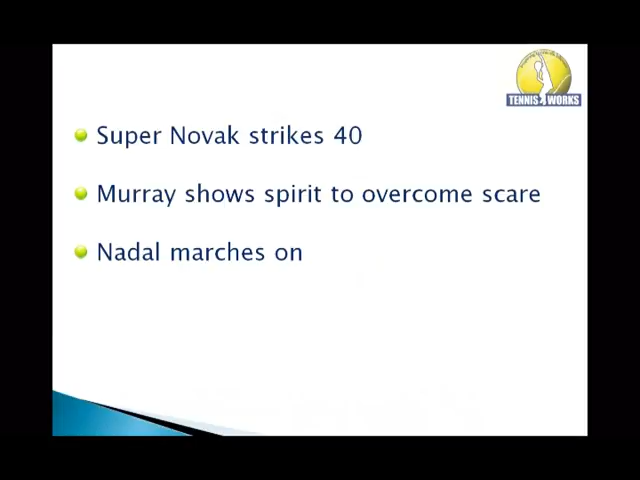 TENNIS WORKS
Super Novak strikes 40
Murray shows spirit to overcome scare
Nadal marches on